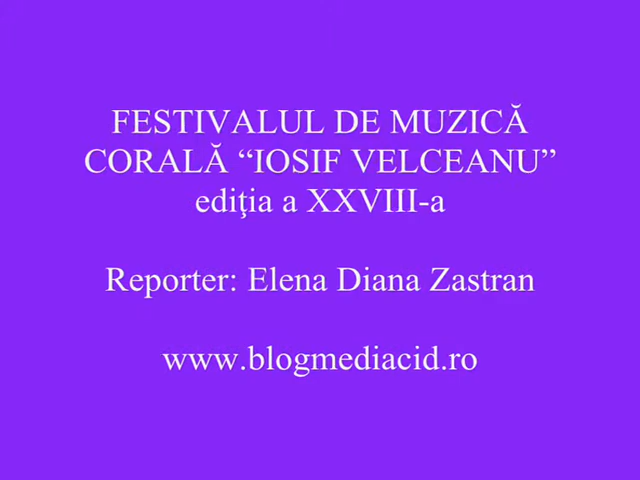 FESTIVALUL DE MUZICĂ
CORALĂ “IOSIF VELCEANU”
ediţia a XXVIII-a
Reporter: Elena Diana Zastran
www.blogmediacid.ro